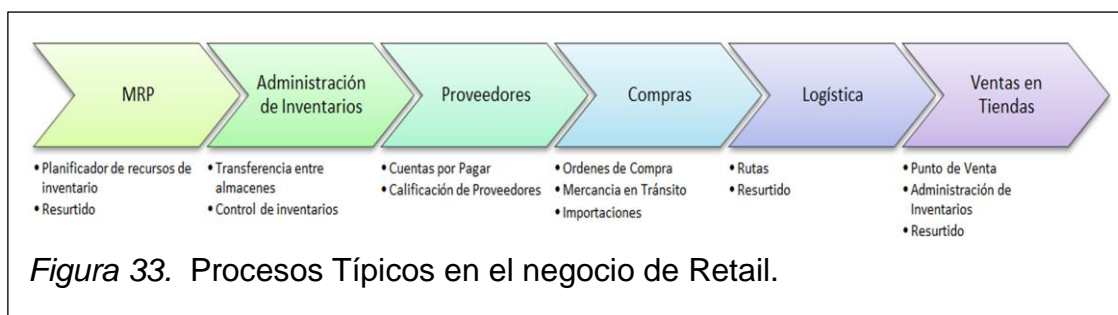 MRP
Administración
de Inventarios
Proveedores
Compras
Logística
Ventas en
Tiendas
• Planificador de recursos de
inventario
• Resurtido
• Transferencia entre
almacenes
• Control de inventarios
• Cuentas por Pagar
• Calificación de Proveedores
• Ordenes de Compra
• Mercancia en Tránsito
• Importaciones
• Rutas
• Resurtido
• Punto de Venta
• Administración de
Inventarios
• Resurtido
Figura 33. Procesos Típicos en el negocio de Retail.